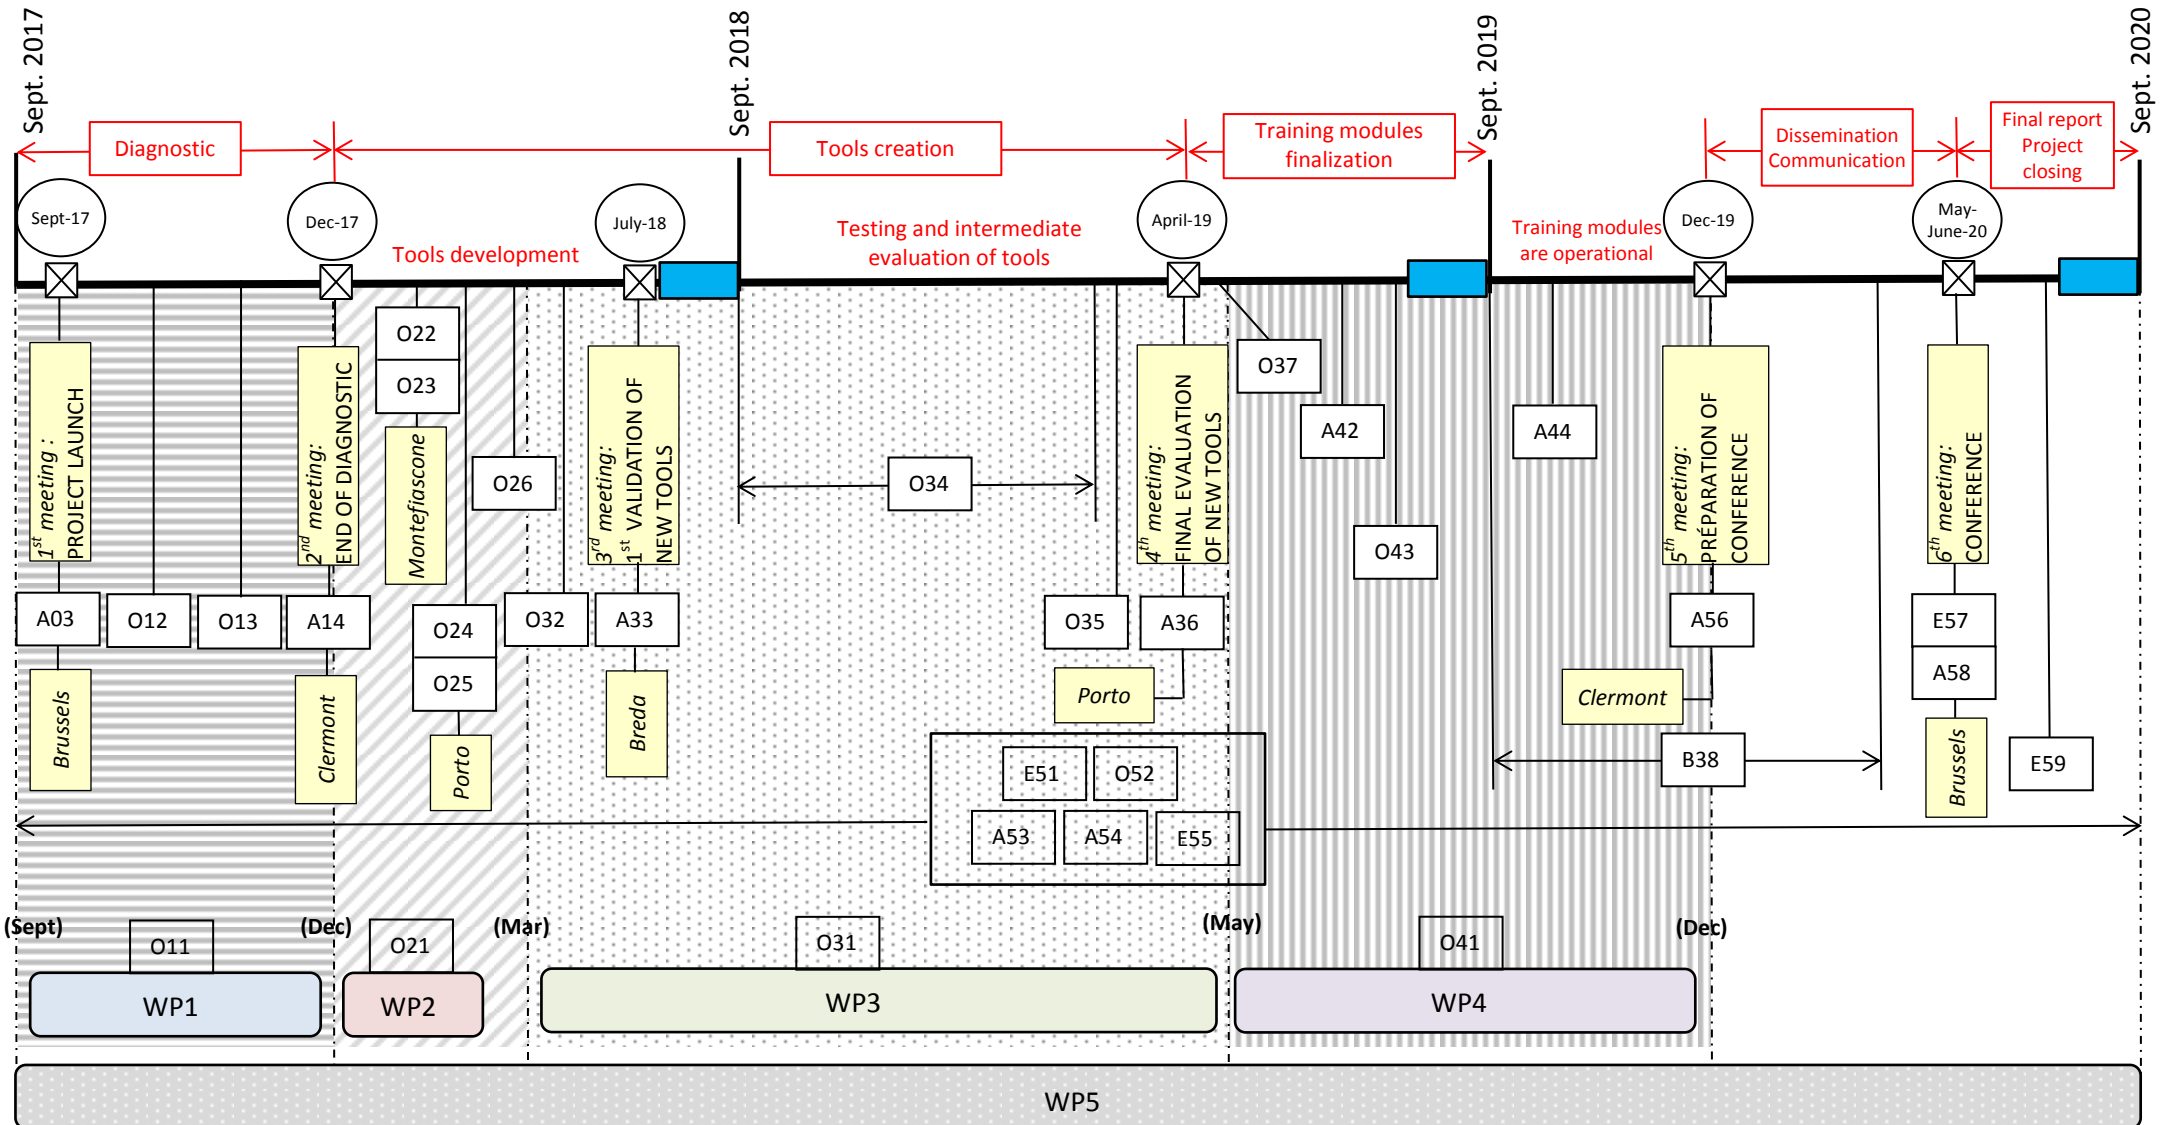 Sept. 2017
Sept. 2018
Sept. 2019
Sept. 2020
Diagnostic
Tools creation
Training modules
finalization
Dissemination
Communication
Final report
Project
closing
Sept-17
Dec-17
July-18
April-19
Dec-19
May-
June-20
Tools development
Testing and intermediate
evaluation of tools
Training modules
are operational
1st meeting :
PROJECT LAUNCH
2nd meeting:
END OF DIAGNOSTIC
O22
O23
Montefiascone
O26
3rd meeting:
1st VALIDATION OF
NEW TOOLS
O34
4th meeting:
FINAL EVALUATION
OF NEW TOOLS
O37
A42
O43
A44
5th meeting:
PRÉPARATION OF
CONFERENCE
6th meeting:
CONFERENCE
A03
O12
O13
A14
O24
O25
O32
A33
O35
A36
A56
E57
A58
Brussels
Clermont
Porto
Breda
Porto
Clermont
Brussels
B38
E59
E51
O52
A53
A54
E55
(Sept)
(Dec)
(Mar)
(May)
(Dec)
O11
O21
O31
O41
WP1
WP2
WP3
WP4
WP5